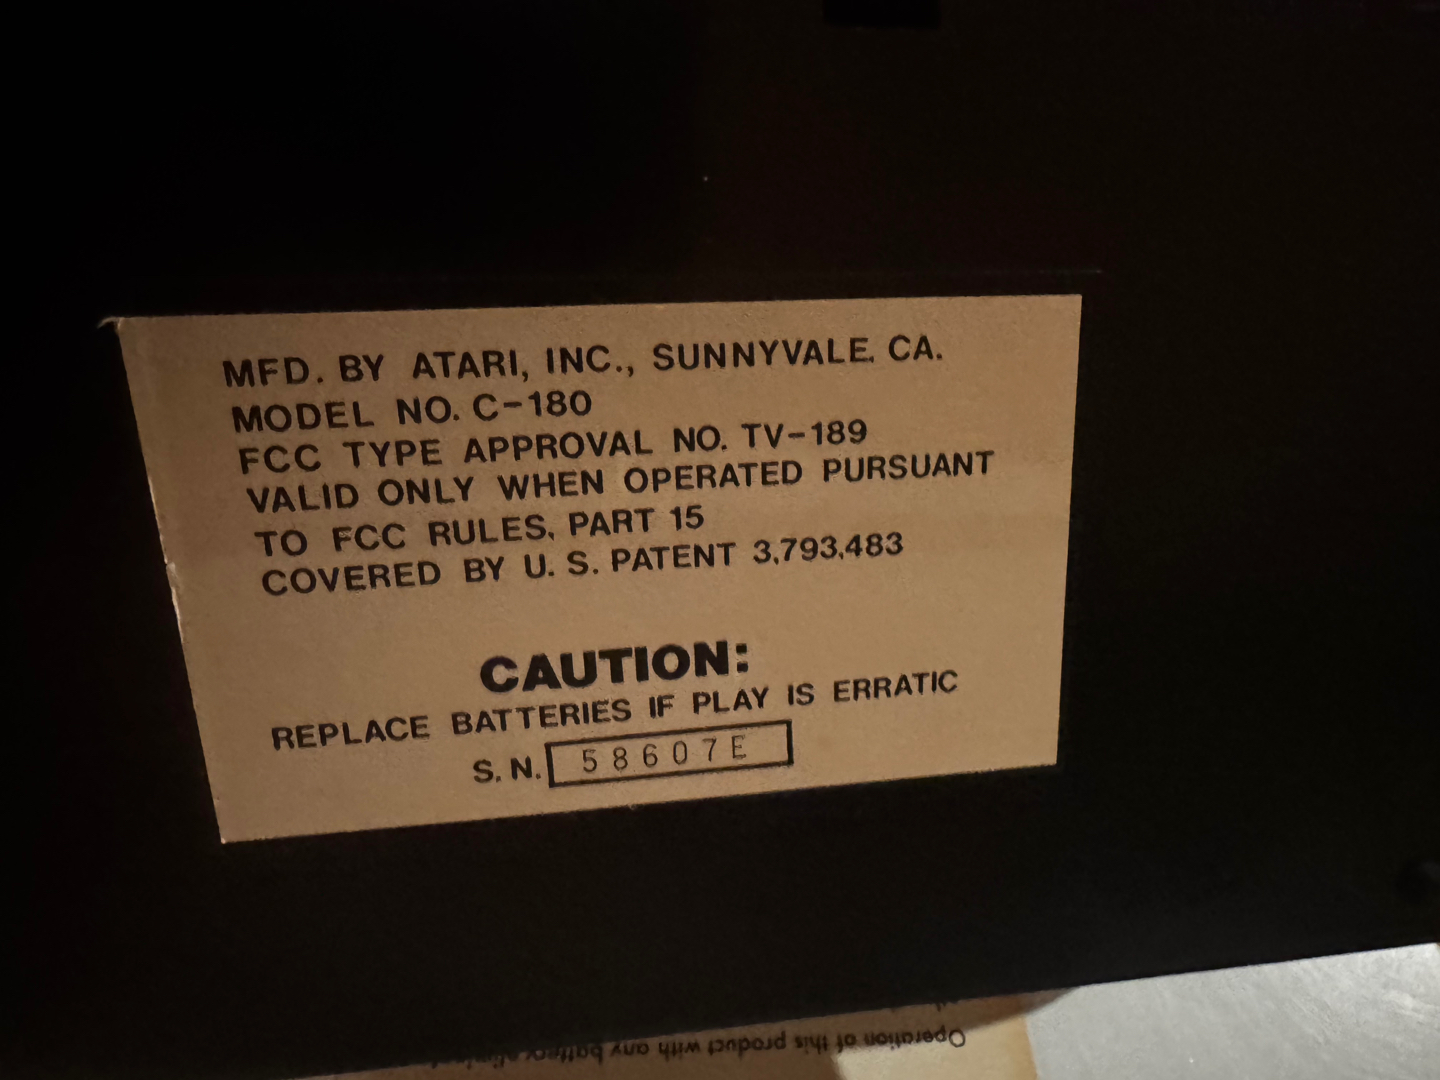 MFD. BY ATARI, INC., SUNNYVALE, CA.
MODEL NO. C-180
FCC TYPE APPROVAL NO. TV-189
VALID ONLY WHEN OPERATED PURSUANT
TO FCC RULES, PART 15
COVERED BY U. S. PATENT 3,793,483
CAUTION:
REPLACE BATTERIES IF PLAY IS ERRATIC
S. N. 58607E
Operation of this product with any battery